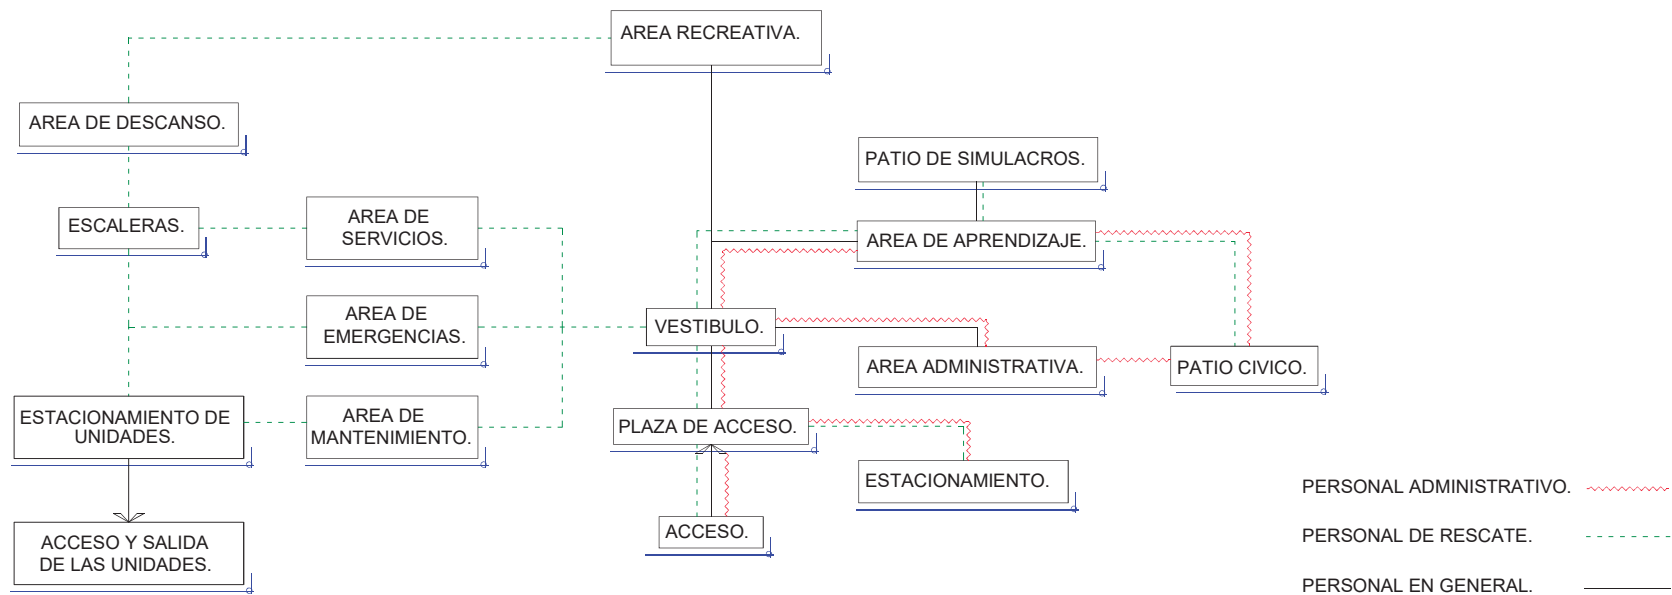 AREA RECREATIVA.
AREA DE DESCANSO.
PATIO DE SIMULACROS.
ESCALERAS.
AREA DE
SERVICIOS.
AREA DE APRENDIZAJE.
AREA DE
EMERGENCIAS.
VESTIBULO.
AREA ADMINISTRATIVA.
PATIO CIVICO.
ESTACIONAMIENTO DE
UNIDADES.
AREA DE
MANTENIMIENTO.
PLAZA DE ACCESO.
ESTACIONAMIENTO.
ACCESO.
ACCESO Y SALIDA
DE LAS UNIDADES.
PERSONAL ADMINISTRATIVO.
PERSONAL DE RESCATE.
PERSONAL EN GENERAL.